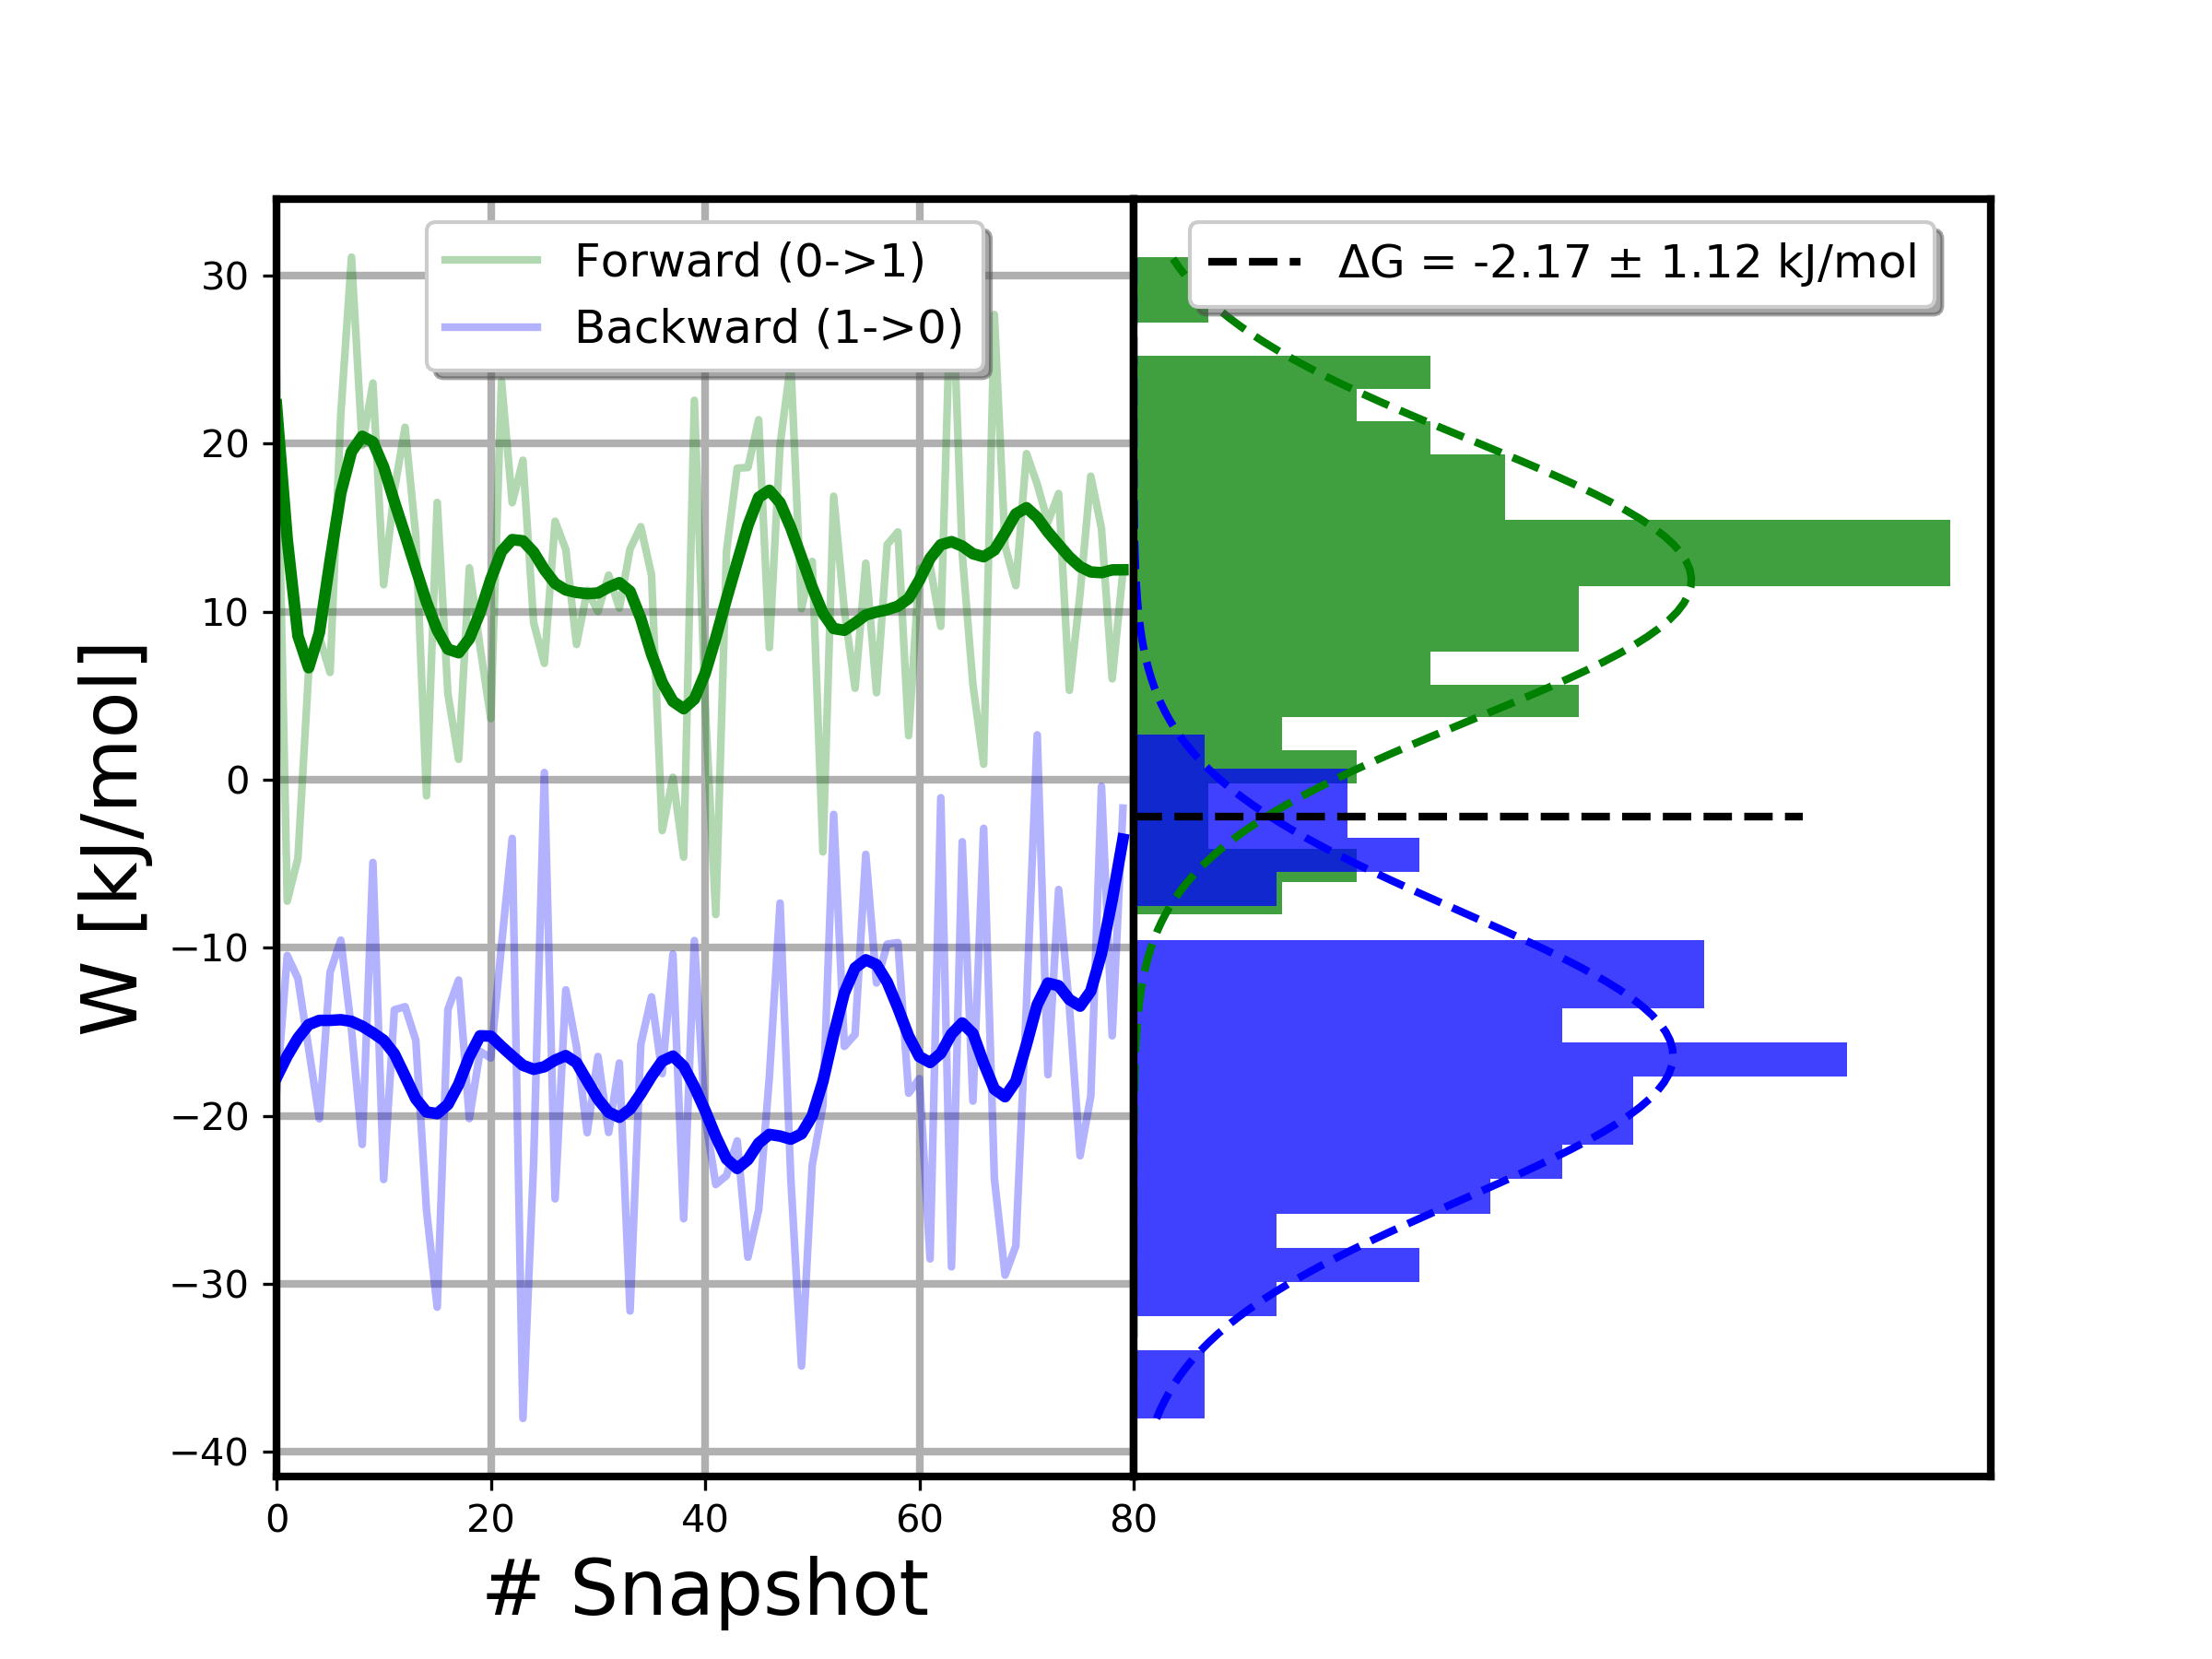 Forward (0->1)
Backward (1->0)
ΔG = -2.17 ± 1.12 kJ/mol
W [kJ/mol]
30
20
10
0
−10
−20
−30
−40
0 20 40 60 80
# Snapshot